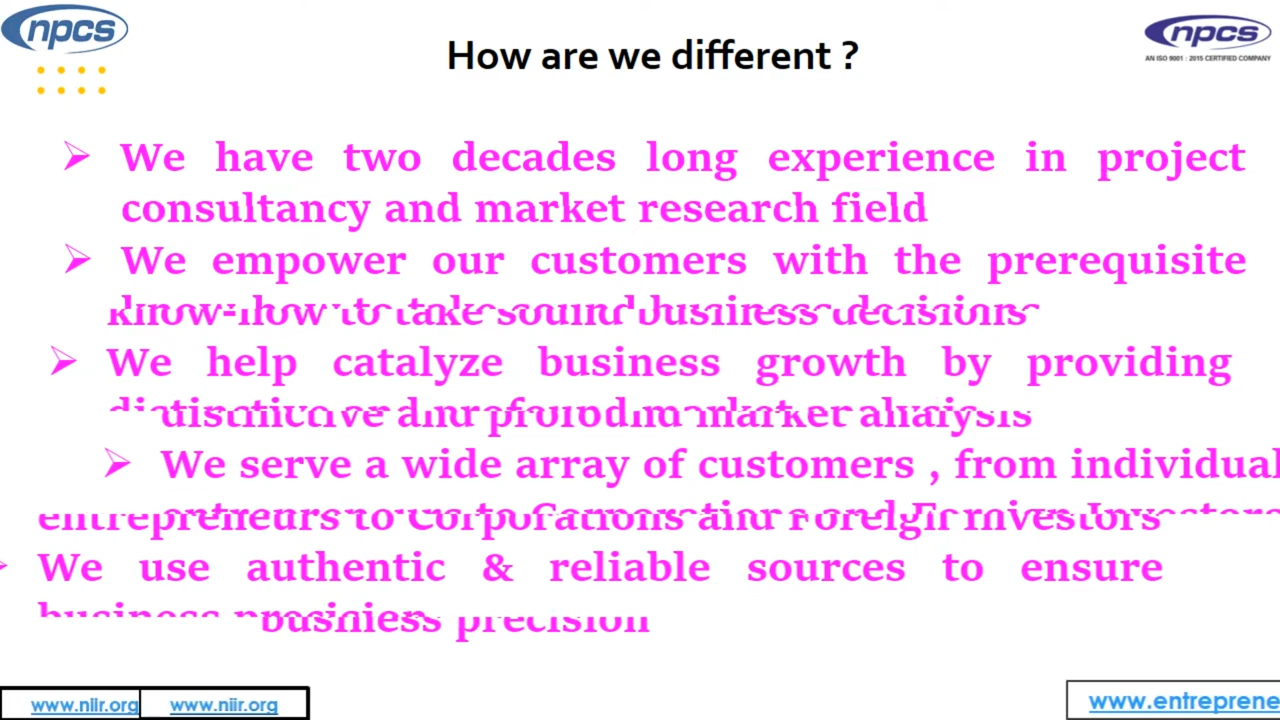 npcs
npcs
AN ISO 9001 : 2015 CERTIFIED COMPANY
How are we different ?
We have two decades long experience in project
consultancy and market research field
We empower our customers with the prerequisite
know-how to take sound business decisions
We help catalyze business growth by providing
market analysis
We serve a wide array of customers , from individual
entrepreneurs to Corporations and Foreign Investors
We use authentic & reliable sources to ensure
business precision
www.niir.org
www.niir.org
www.entreprene